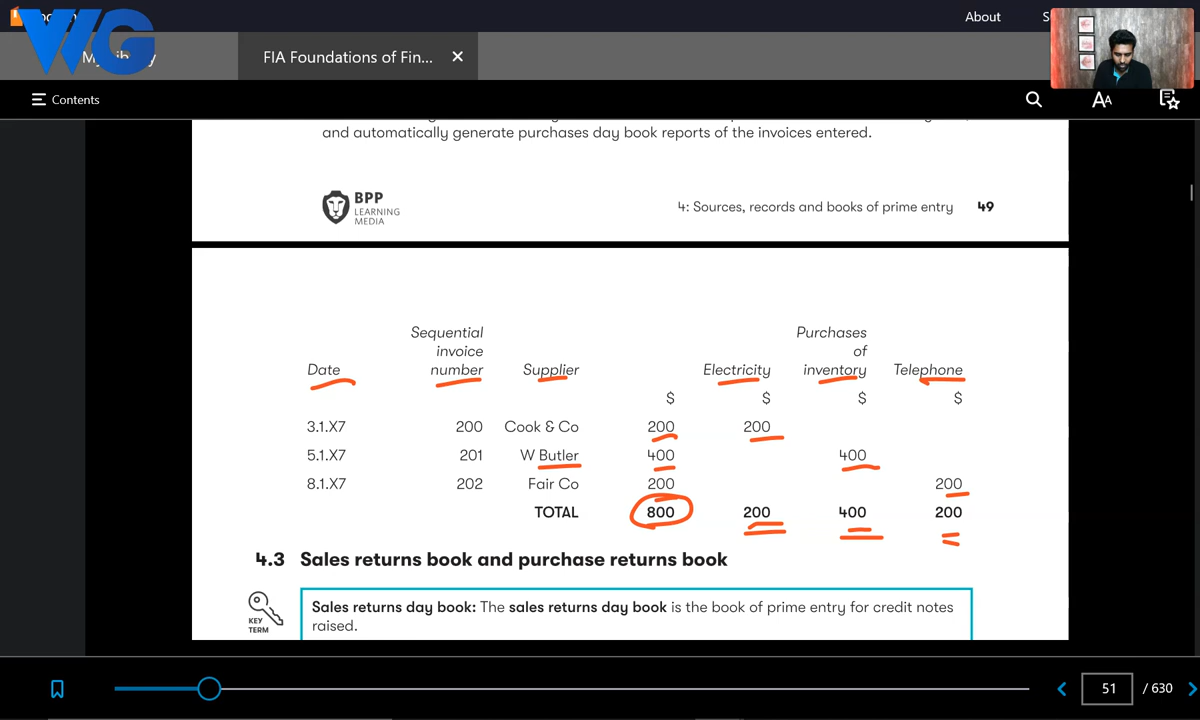 WG
About
FIA Foundations of Fin...
Contents
AA
and automatically generate purchases day book reports of the invoices entered.
BPP
LEARNING
MEDIA
4: Sources, records and books of prime entry 49
Sequential Purchases
invoice of
Date number Supplier Electricity inventory Telephone
$ $ $ $
3.1.X7 200 Cook & Co 200 200
5.1.X7 201 W Butler 400 400
8.1.X7 202 Fair Co 200 200
TOTAL 800 200 400 200
4.3 Sales returns book and purchase returns book
KEY
TERM
Sales returns day book: The sales returns day book is the book of prime entry for credit notes
raised.
51 / 630